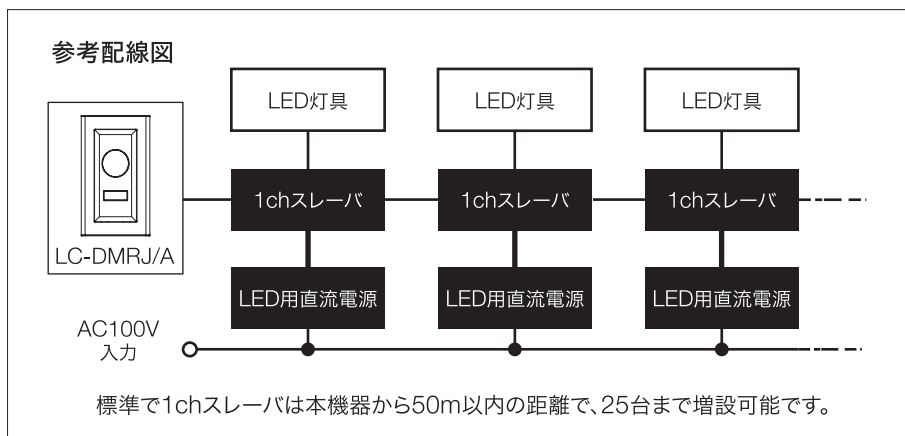 参考配線図
LED灯具
LED灯具
LED灯具
1chスレーバ
1chスレーバ
1chスレーバ
LC-DMRJ/A
LED用直流電源
LED用直流電源
LED用直流電源
AC100V
入力
標準で1chスレーバは本機器から50m以内の距離で、25台まで増設可能です。